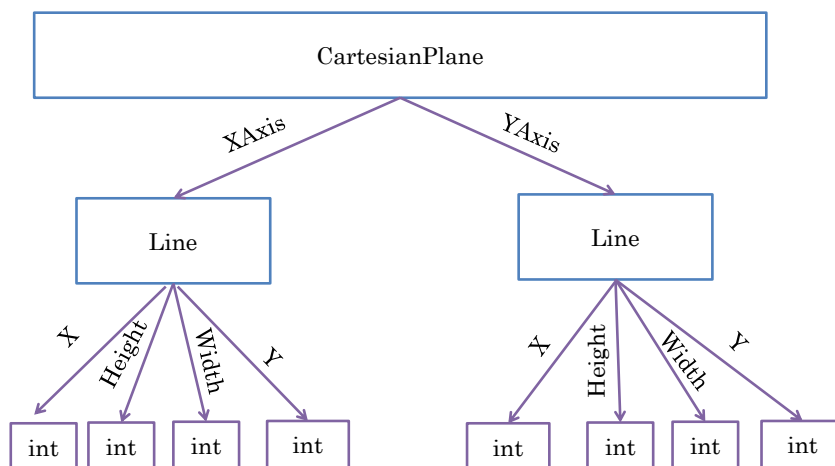 CartesianPlane
XAxis
YAxis
Line
Line
X
Height
Width
Y
X
Height
Width
Y
int
int
int
int
int
int
int
int